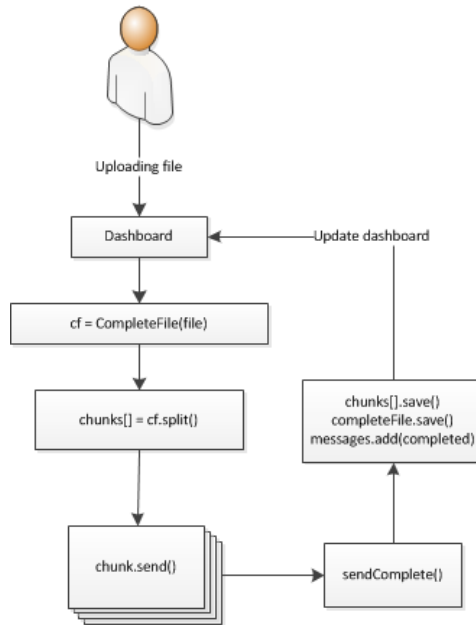 Uploading file
Dashboard
Update dashboard
cf = CompleteFile(file)
chunks[] = cf.split()
chunks[].save()
completeFile.save()
messages.add(completed)
chunk.send()
sendComplete()